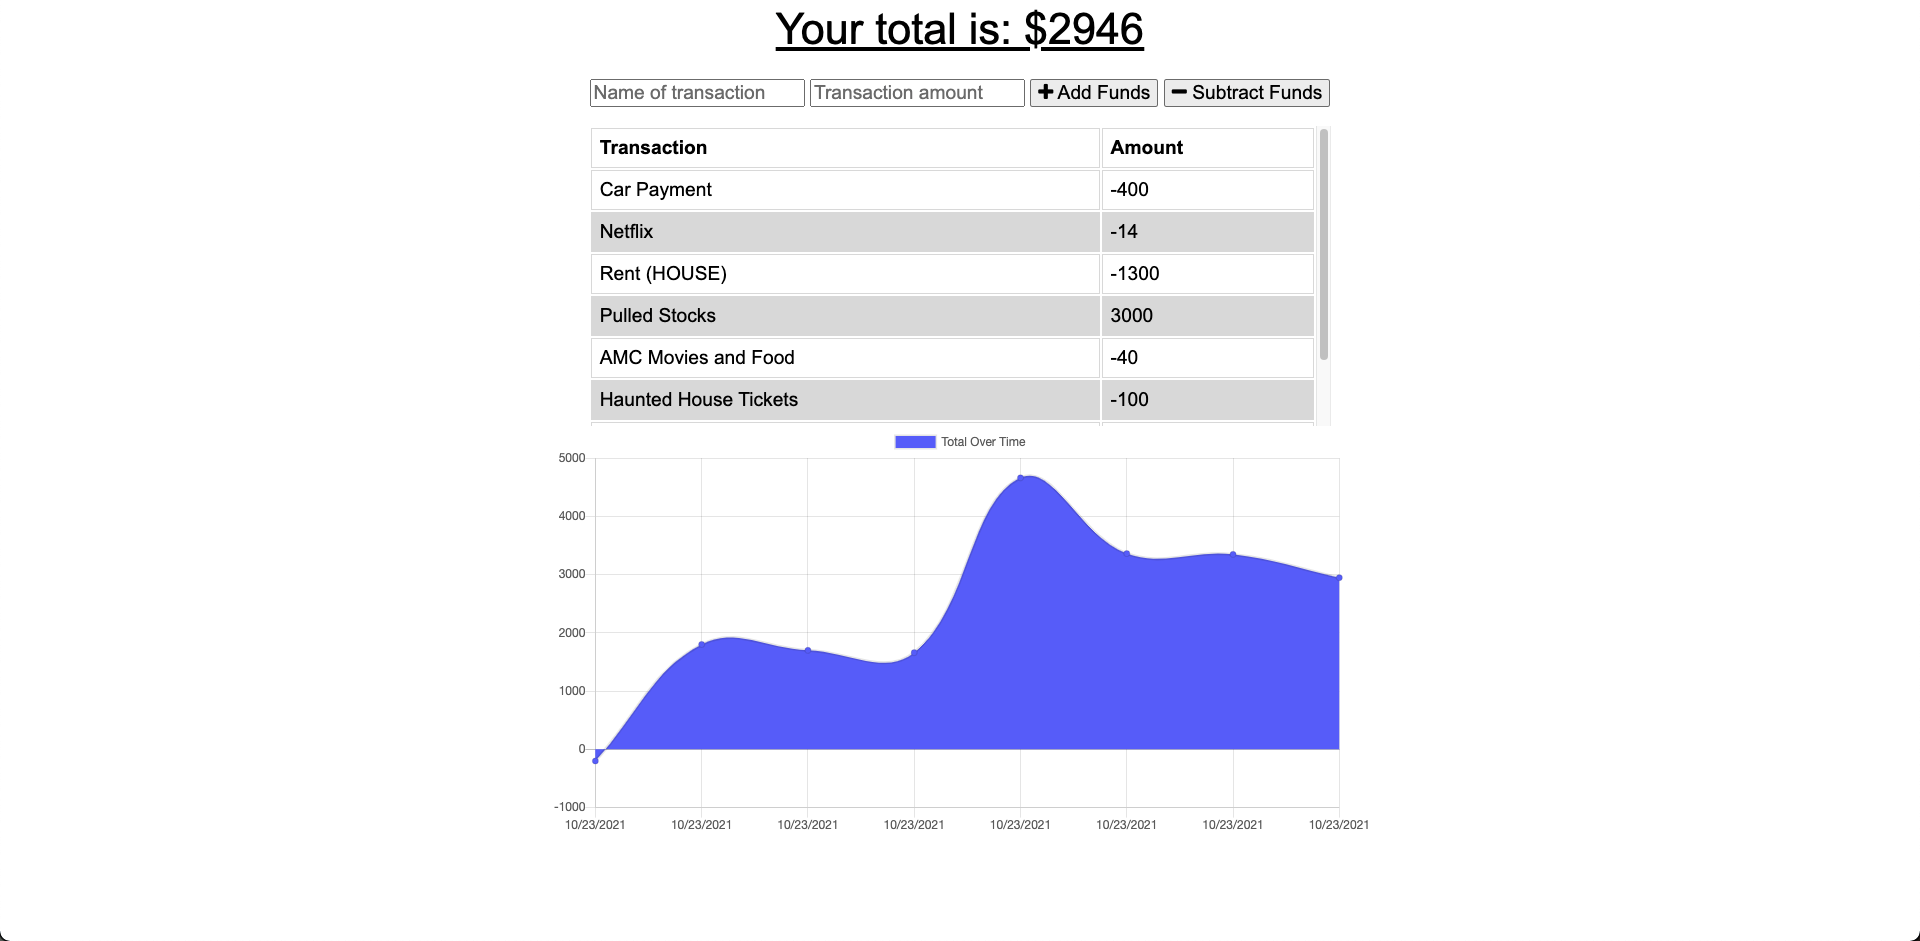 Your total is: $2946
Name of transaction Transaction amount Add Funds Subtract Funds
Transaction Amount
Car Payment -400
Netflix -14
Rent (HOUSE) -1300
Pulled Stocks 3000
AMC Movies and Food -40
Haunted House Tickets -100
Total Over Time
5000
4000
3000
2000
1000
0
-1000
10/23/2021 10/23/2021 10/23/2021 10/23/2021 10/23/2021 10/23/2021 10/23/2021 10/23/2021